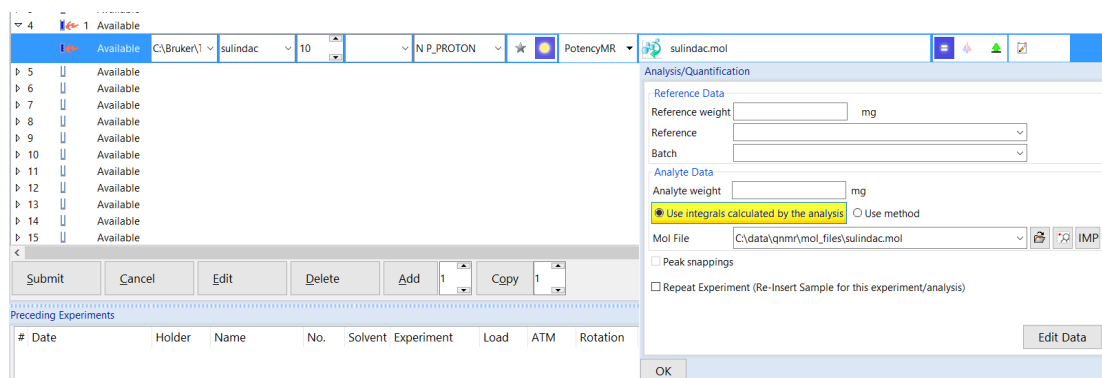 4 1 Available
Available C:\Bruker\T sulindac 10 N P_PROTON PotencyMR sulindac.mol
5 Available
6 Available
7 Available
8 Available
9 Available
10 Available
11 Available
12 Available
13 Available
14 Available
15 Available
Submit Cancel Edit Delete Add 1 Copy 1
Preceding Experiments
# Date Holder Name No. Solvent Experiment Load ATM Rotation
Analysis/Quantification
Reference Data
Reference weight mg
Reference
Batch
Analyte Data
Analyte weight mg
Use integrals calculated by the analysis Use method
Mol File C:\data\qnmr\mol_files\sulindac.mol IMP
Peak snappings
Repeat Experiment (Re-Insert Sample for this experiment/analysis)
Edit Data
OK